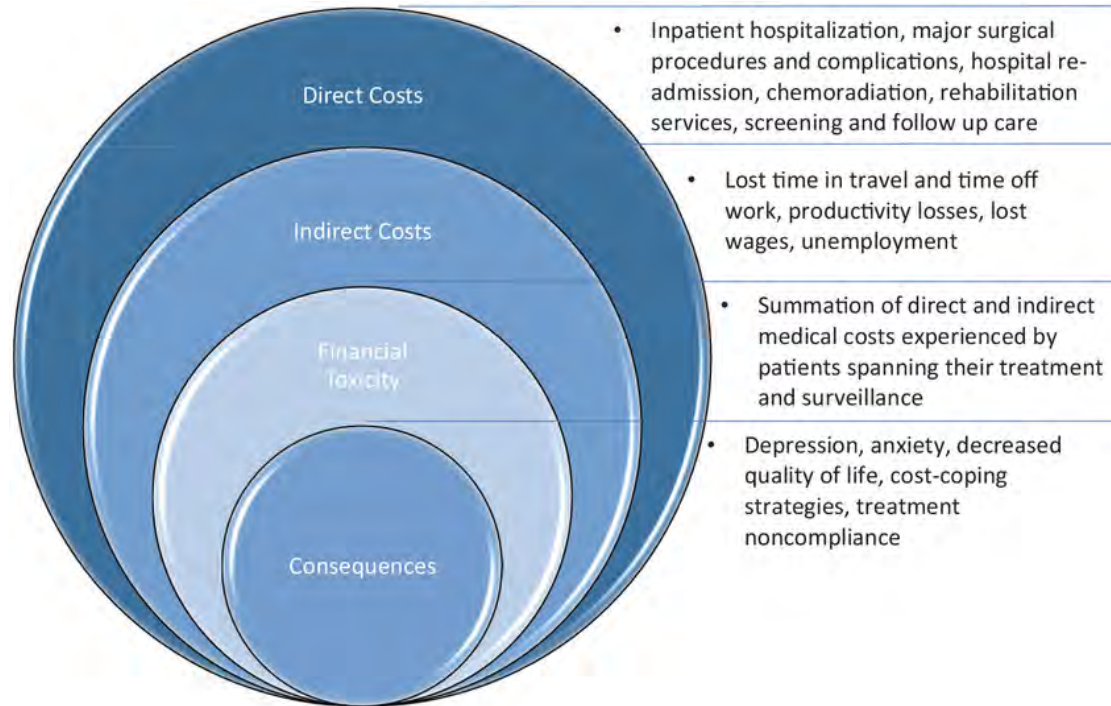 Direct Costs
• Inpatient hospitalization, major surgical
procedures and complications, hospital re-
admission, chemoradiation, rehabilitation
services, screening and follow up care
Indirect Costs
• Lost time in travel and time off
work, productivity losses, lost
wages, unemployment
Financial
Toxicity
• Summation of direct and indirect
medical costs experienced by
patients spanning their treatment
and surveillance
Consequences
• Depression, anxiety, decreased
quality of life, cost-coping
strategies, treatment
noncompliance